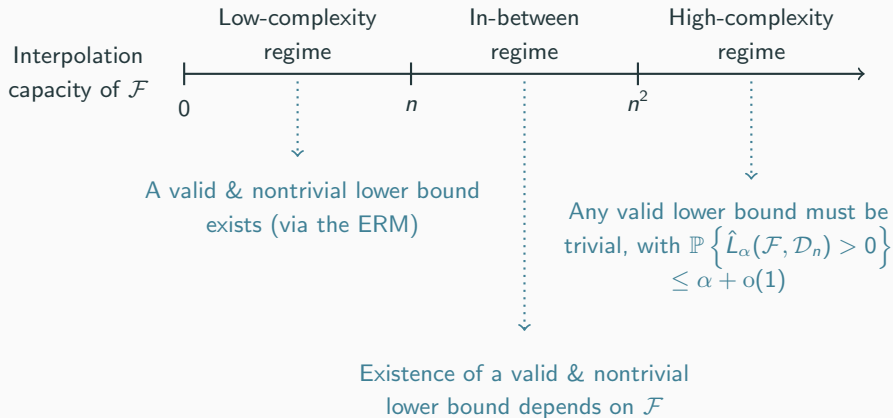 Low-complexity
regime
In-between
regime
High-complexity
regime
Interpolation
capacity of ℱ
0
n
n²
A valid & nontrivial lower bound
exists (via the ERM)
Any valid lower bound must be
trivial, with ℙ { L̂_α(ℱ, 𝒟_n) > 0 }
≤ α + o(1)
Existence of a valid & nontrivial
lower bound depends on ℱ